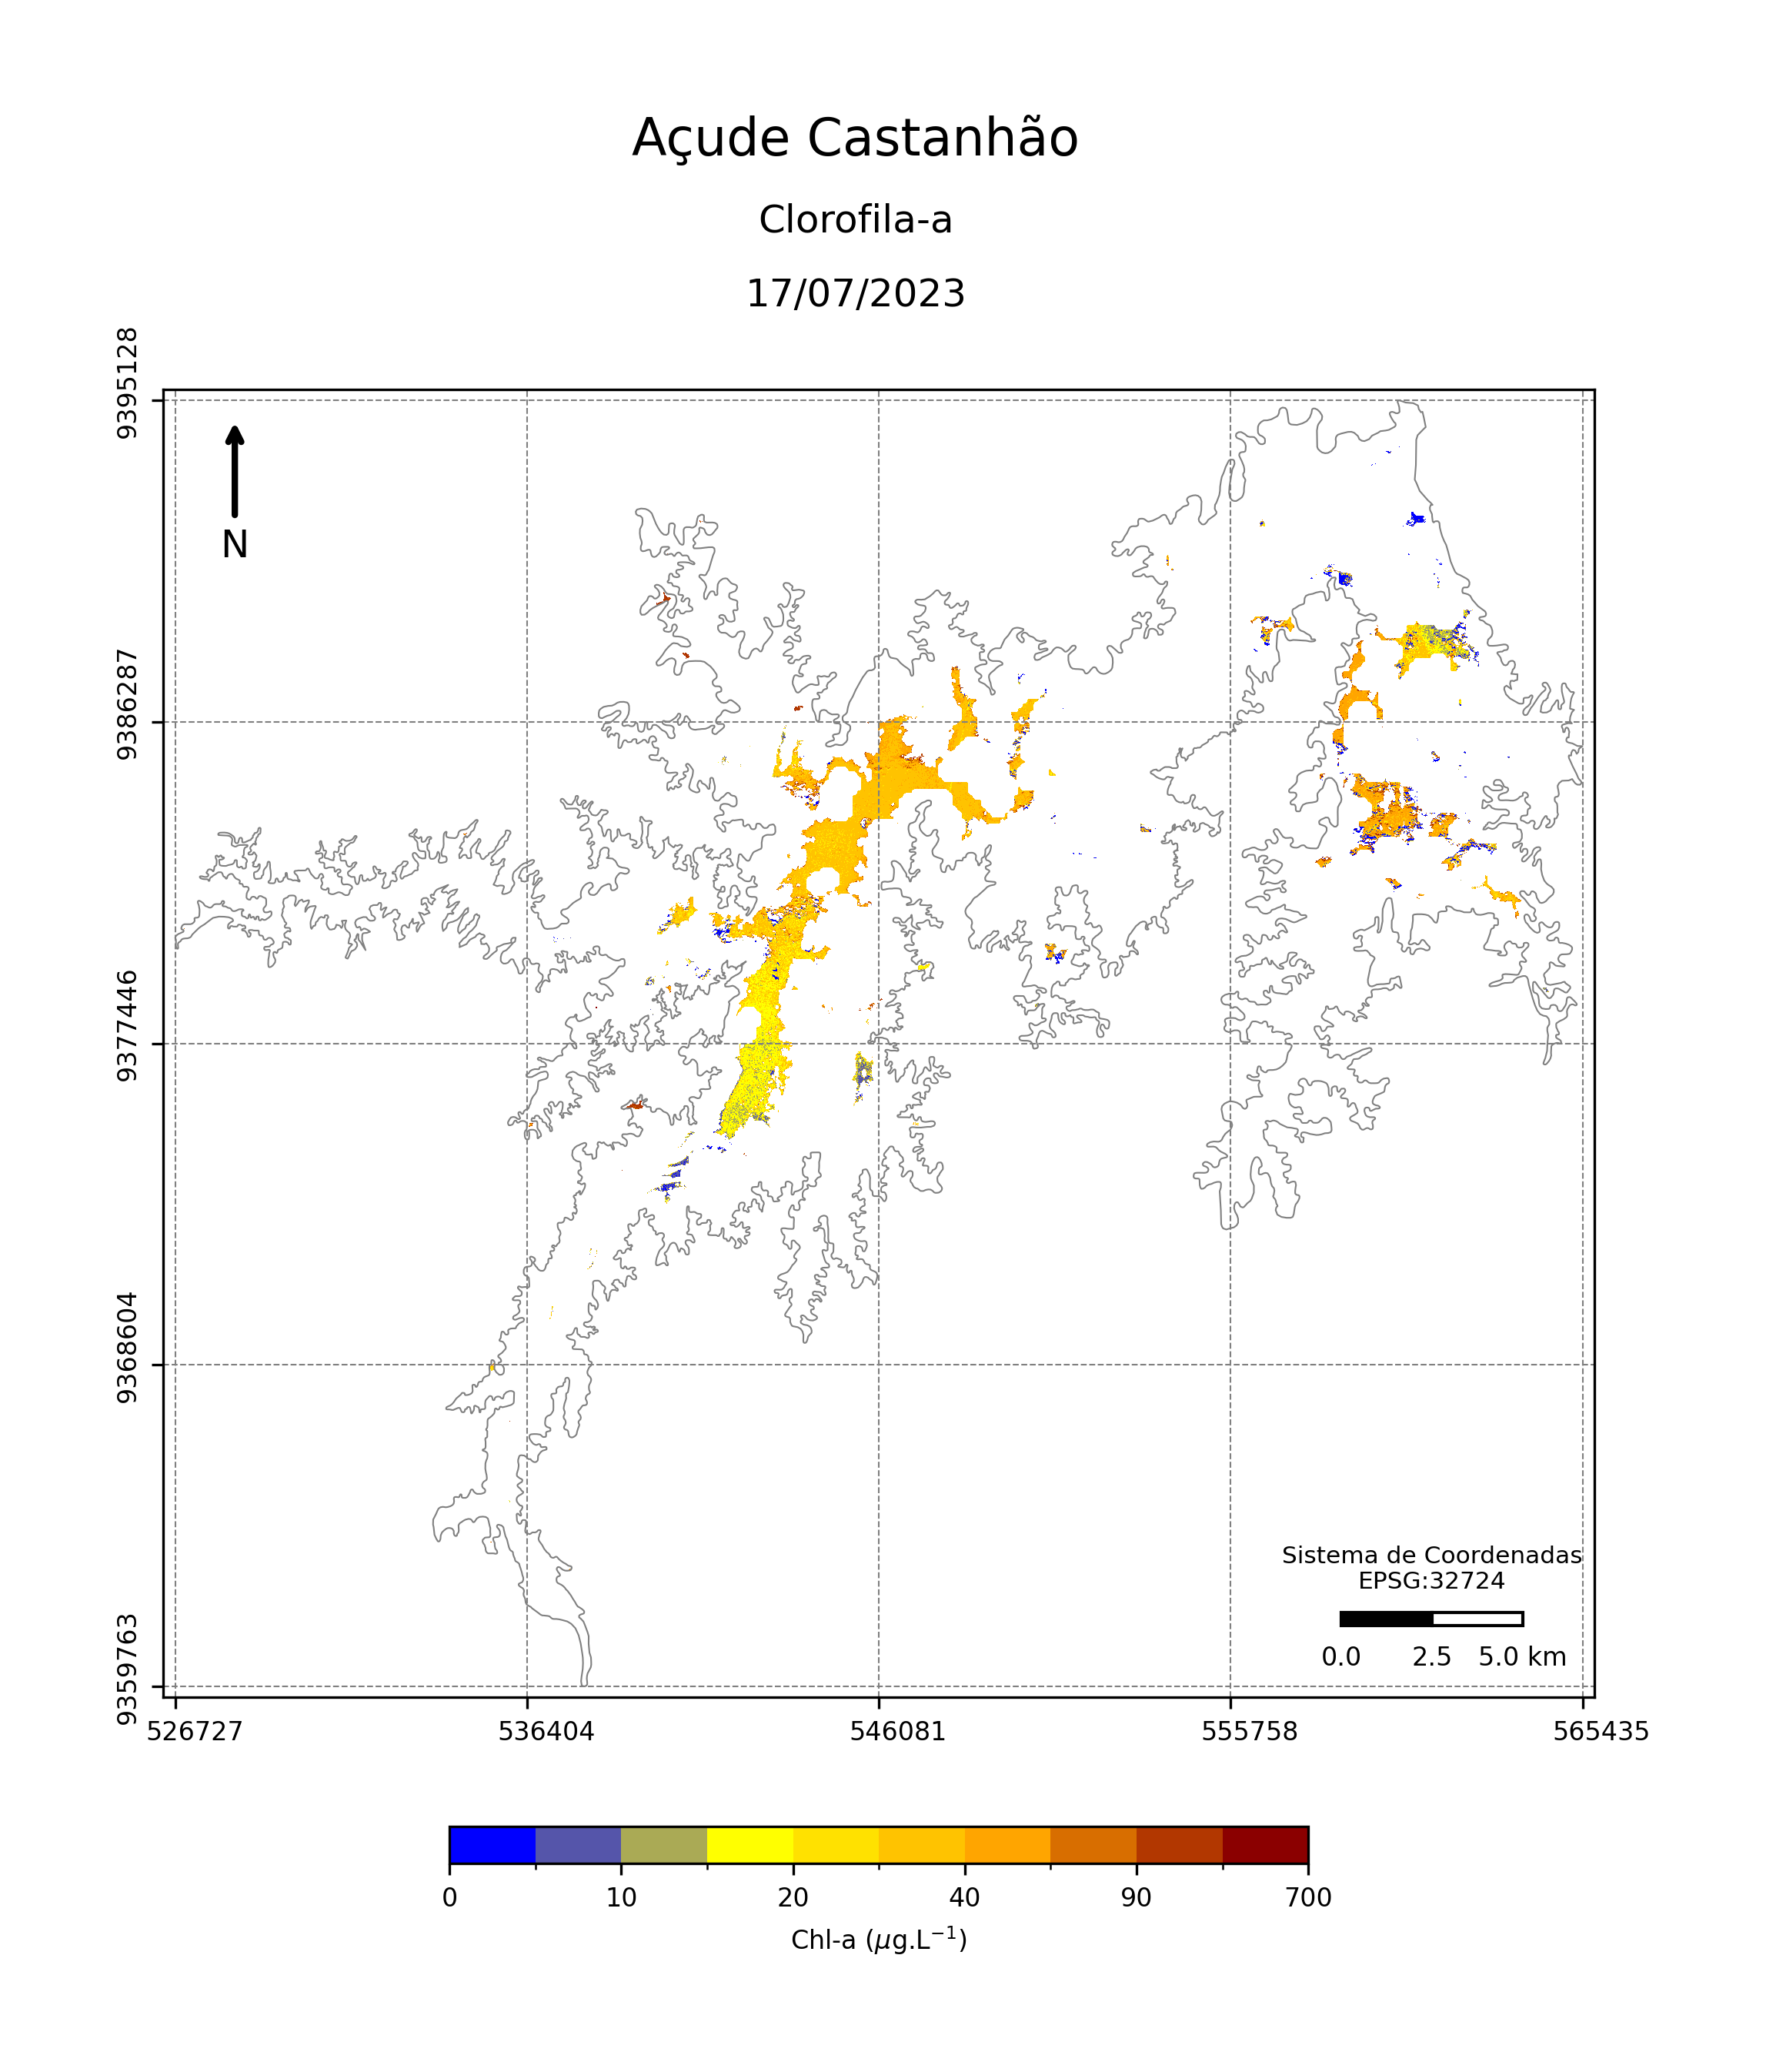 Açude Castanhão
Clorofila-a
17/07/2023
9395128
9386287
9377446
9368604
9359763
N
Sistema de Coordenadas
EPSG:32724
0.0 2.5 5.0 km
526727 536404 546081 555758 565435
0 10 20 40 90 700
Chl-a (μg.L⁻¹)